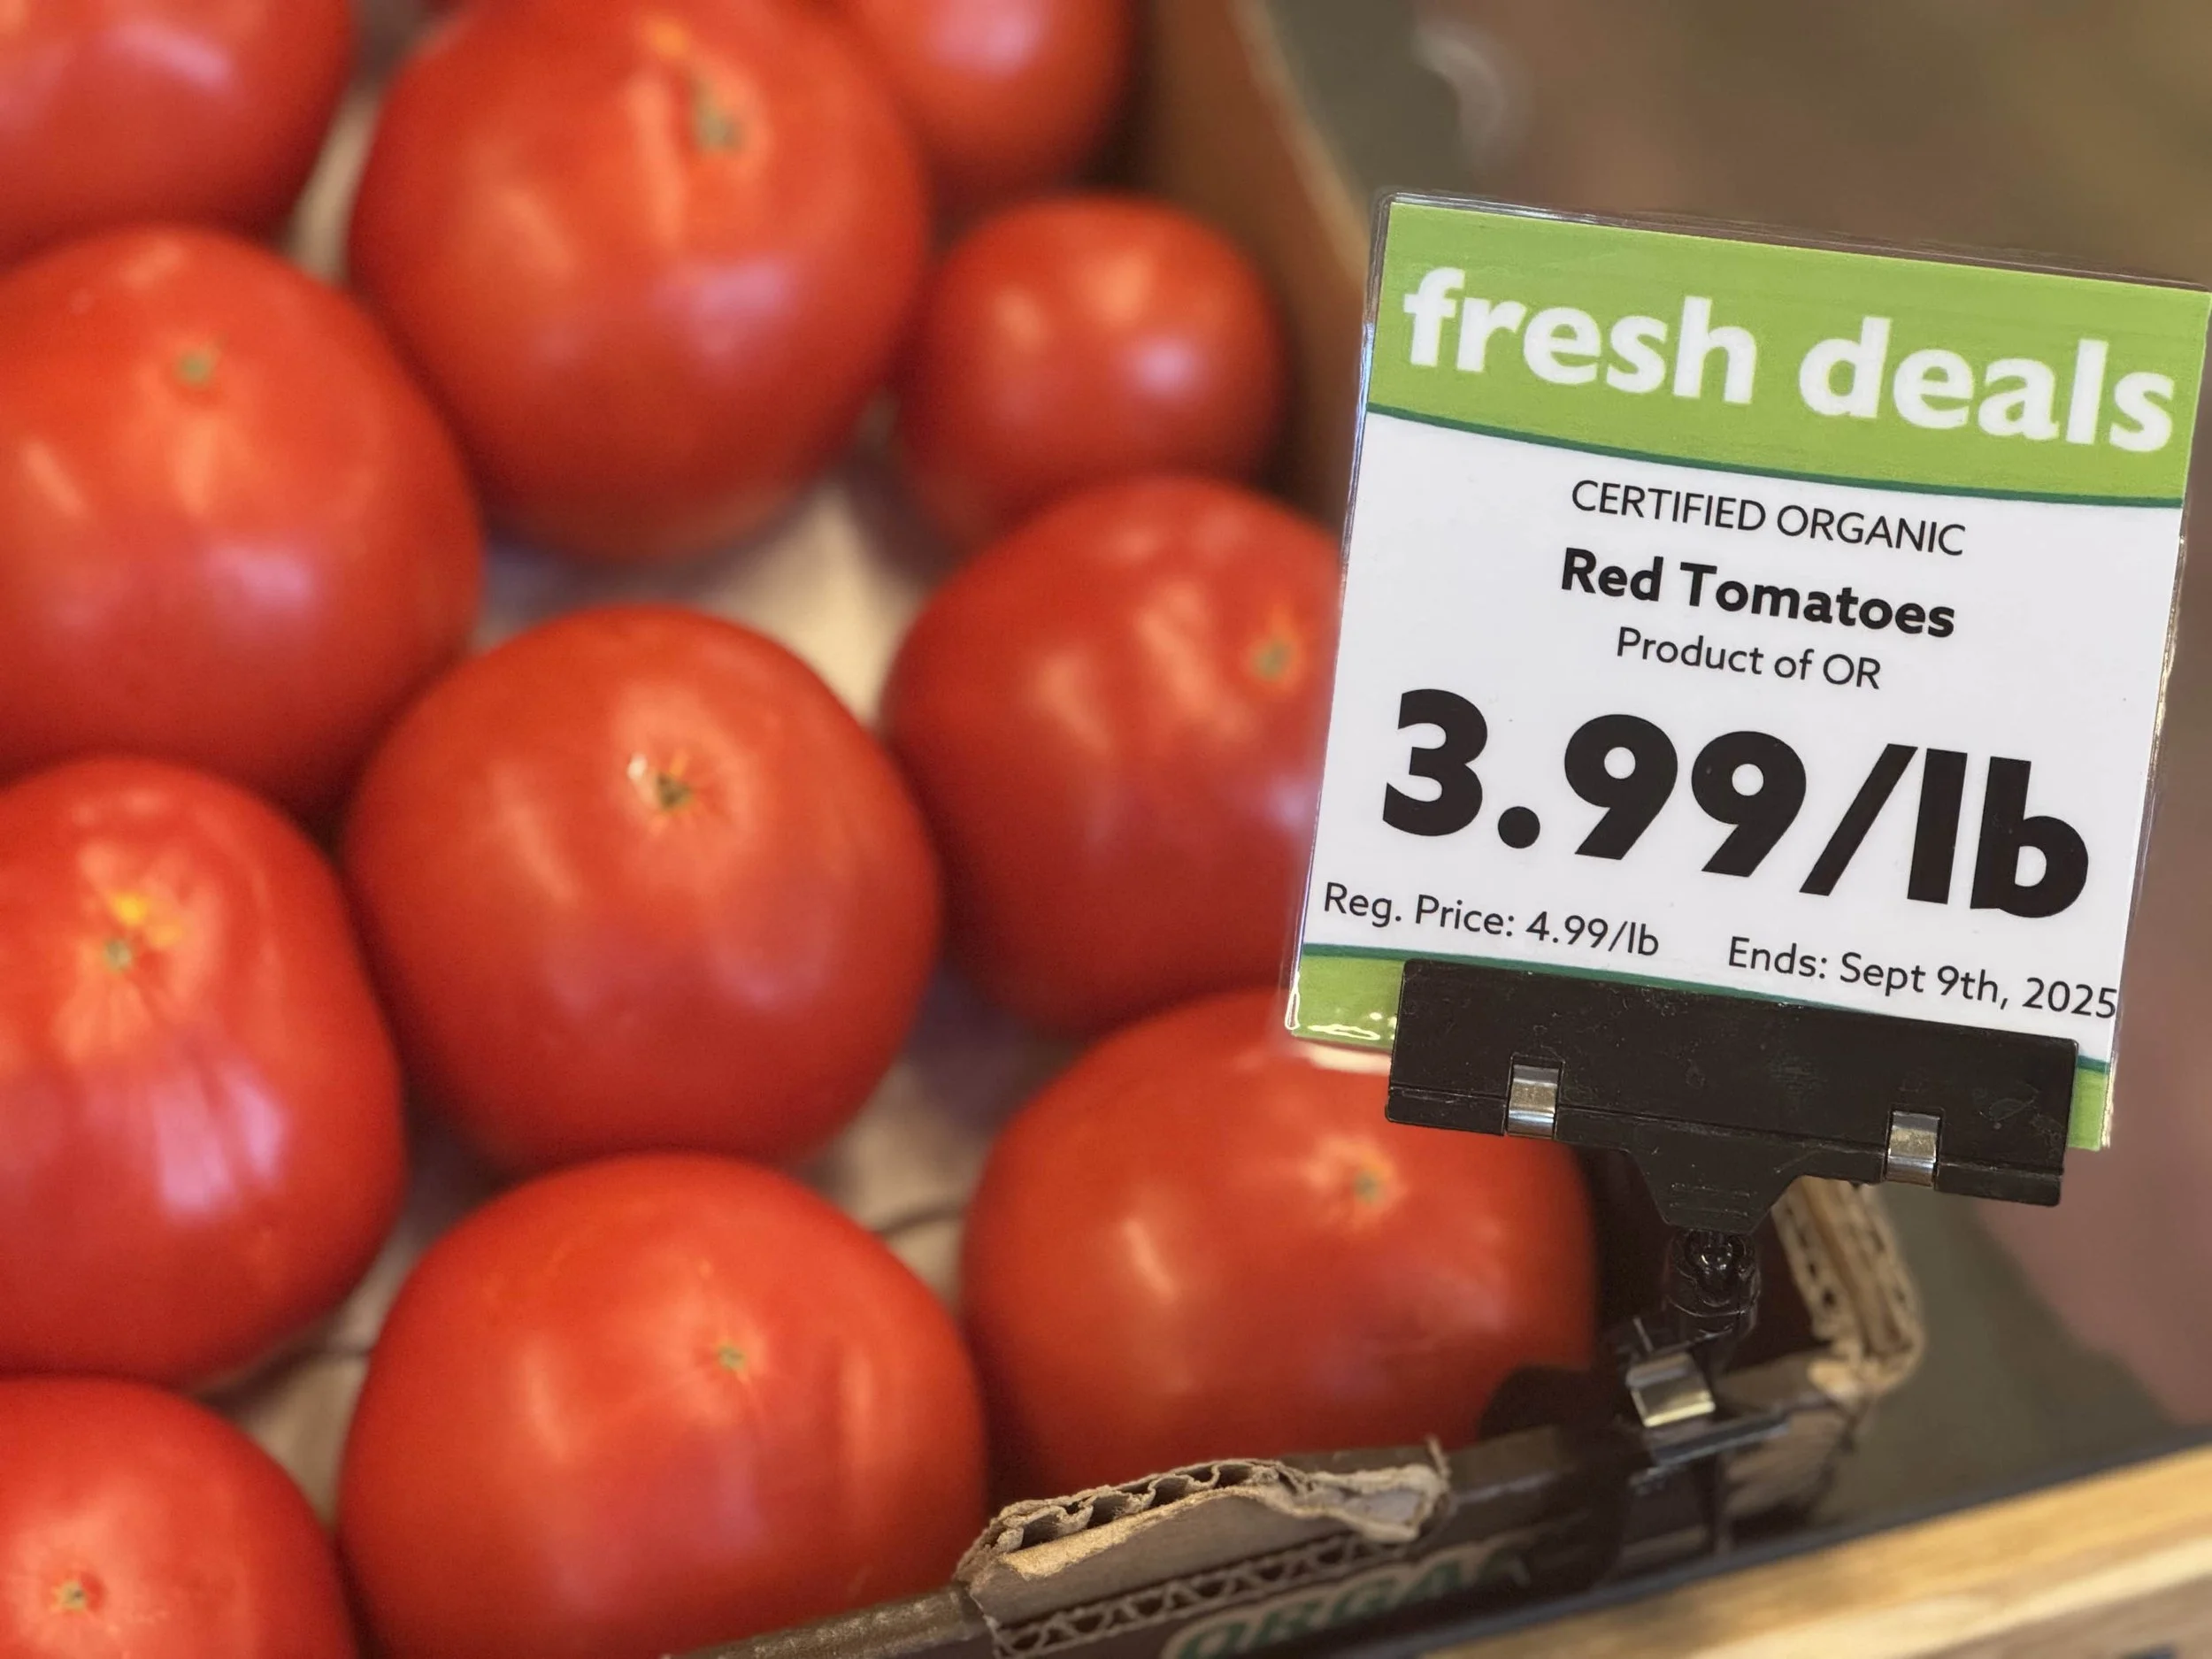 fresh deals
CERTIFIED ORGANIC
Red Tomatoes
Product of OR
3.99/lb
Reg. Price: 4.99/lb Ends: Sept 9th, 2025